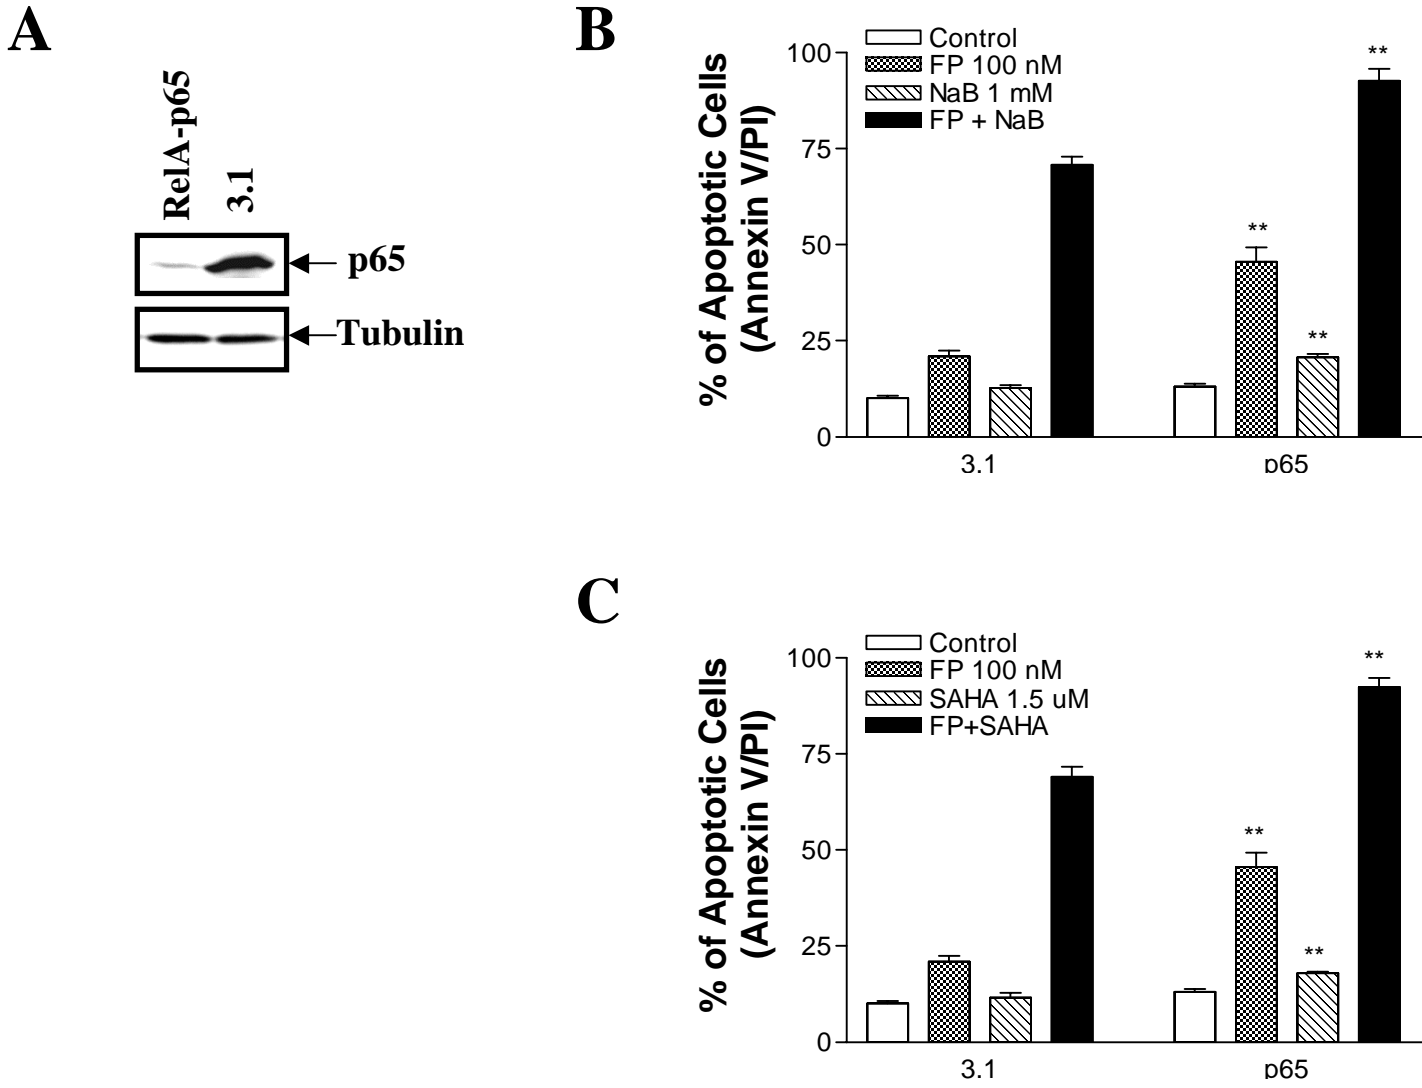 A
RelA-p65
3.1
p65
Tubulin
B
% of Apoptotic Cells
(Annexin V/PI)
Control
FP 100 nM
NaB 1 mM
FP + NaB
100
75
50
25
0
**
**
**
3.1
p65
C
% of Apoptotic Cells
(Annexin V/PI)
Control
FP 100 nM
SAHA 1.5 uM
FP+SAHA
100
75
50
25
0
**
**
**
3.1
p65